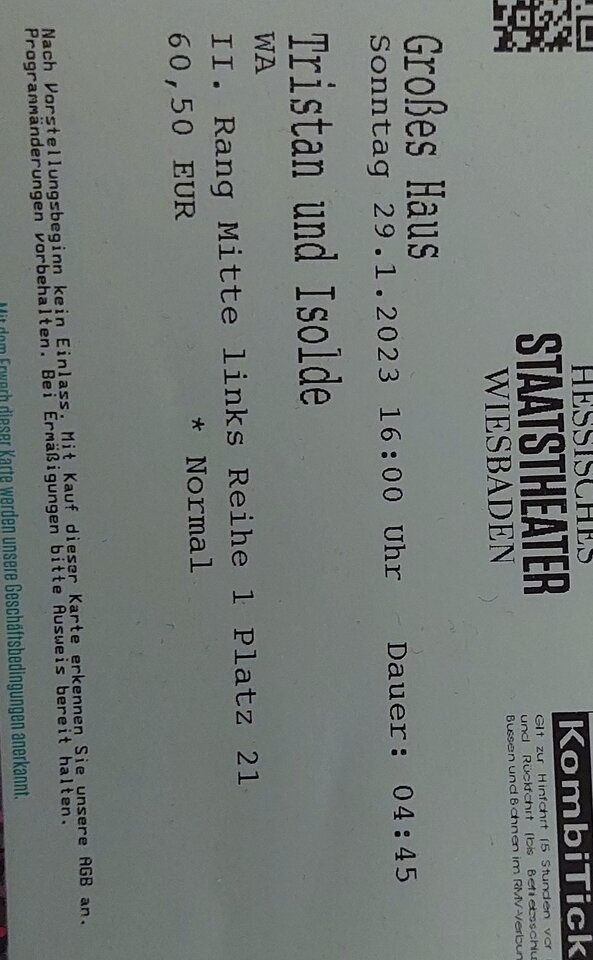 HESSISCHES
STAATSTHEATER
WIESBADEN
KombiTick
Gilt zur Hinfahrt (5 Stunden vor
und Rückfahrt (bis Betriebsschlu
Bussen und Bahnen im RMV-Verbun
Großes Haus
Sonntag 29.1.2023 16:00 Uhr Dauer: 04:45
Tristan und Isolde
WA
II. Rang Mitte links Reihe 1 Platz 21
60,50 EUR * Normal
Nach Vorstellungsbeginn kein Einlass. Mit Kauf dieser Karte erkennen Sie unsere AGB an.
Programmänderungen vorbehalten. Bei Ermäßigungen bitte Ausweis bereit halten.
Mit dem Erwerb dieser Karte werden unsere Geschäftsbedingungen anerkannt.